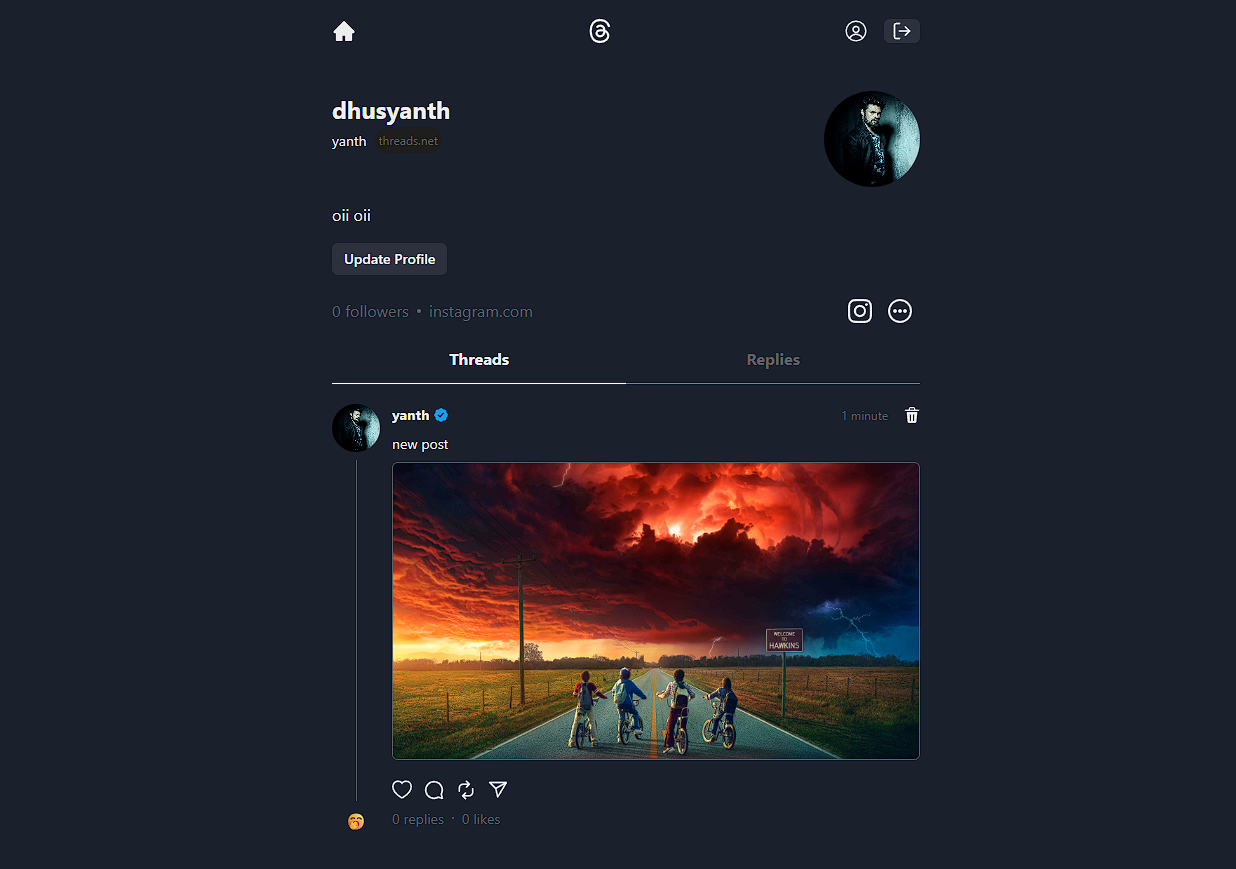 dhusyanth
yanth threads.net
oii oii
Update Profile
0 followers • instagram.com
Threads Replies
yanth 1 minute
new post
WELCOME
TO
HAWKINS
0 replies · 0 likes